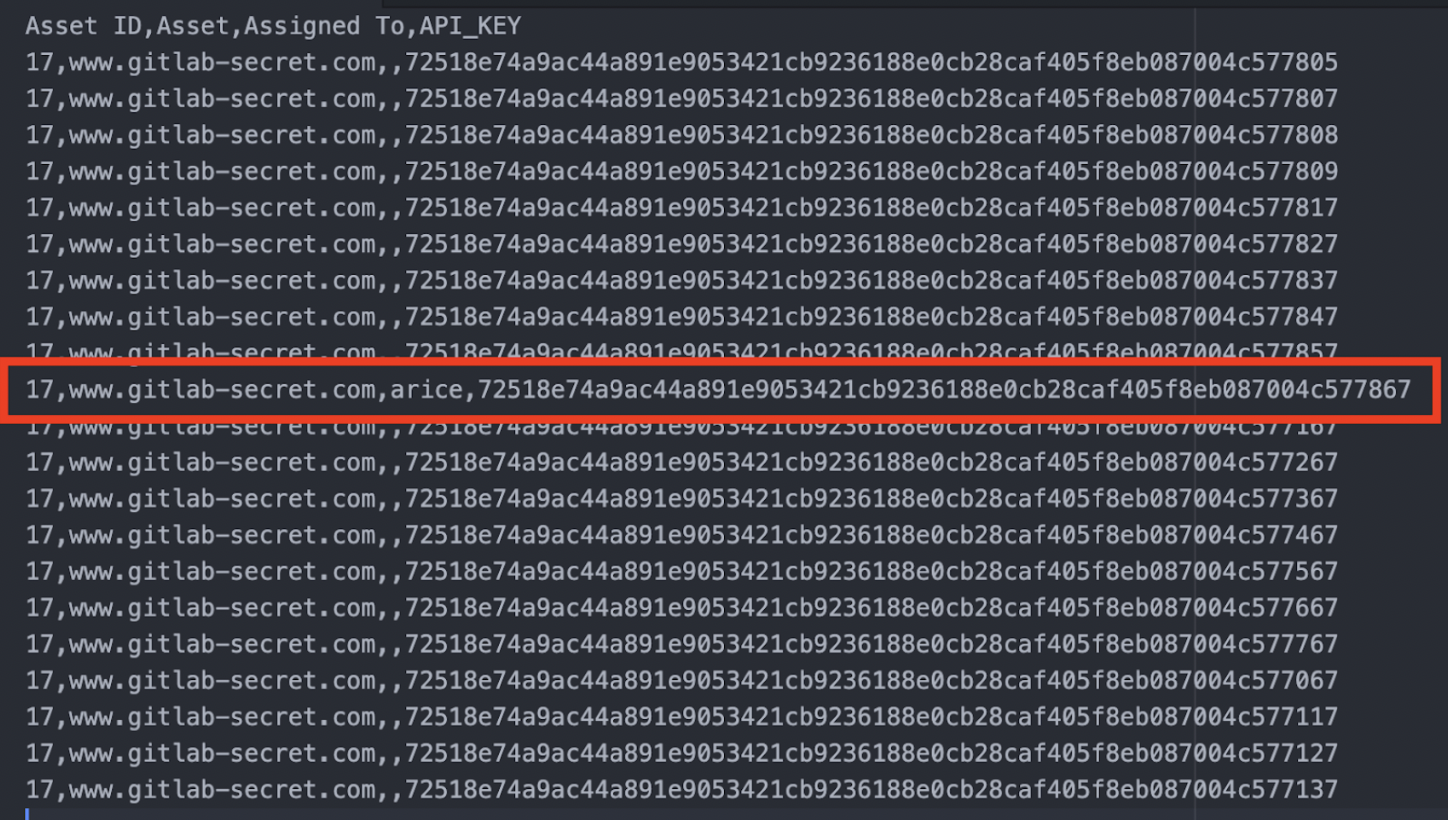 Asset ID,Asset,Assigned To,API_KEY
17,www.gitlab-secret.com,,72518e74a9ac44a891e9053421cb9236188e0cb28caf405f8eb087004c577805
17,www.gitlab-secret.com,,72518e74a9ac44a891e9053421cb9236188e0cb28caf405f8eb087004c577807
17,www.gitlab-secret.com,,72518e74a9ac44a891e9053421cb9236188e0cb28caf405f8eb087004c577808
17,www.gitlab-secret.com,,72518e74a9ac44a891e9053421cb9236188e0cb28caf405f8eb087004c577809
17,www.gitlab-secret.com,,72518e74a9ac44a891e9053421cb9236188e0cb28caf405f8eb087004c577817
17,www.gitlab-secret.com,,72518e74a9ac44a891e9053421cb9236188e0cb28caf405f8eb087004c577827
17,www.gitlab-secret.com,,72518e74a9ac44a891e9053421cb9236188e0cb28caf405f8eb087004c577837
17,www.gitlab-secret.com,,72518e74a9ac44a891e9053421cb9236188e0cb28caf405f8eb087004c577847
17,www.gitlab-secret.com,,72518e74a9ac44a891e9053421cb9236188e0cb28caf405f8eb087004c577857
17,www.gitlab-secret.com,arice,72518e74a9ac44a891e9053421cb9236188e0cb28caf405f8eb087004c577867
17,www.gitlab-secret.com,,72518e74a9ac44a891e9053421cb9236188e0cb28caf405f8eb087004c577167
17,www.gitlab-secret.com,,72518e74a9ac44a891e9053421cb9236188e0cb28caf405f8eb087004c577267
17,www.gitlab-secret.com,,72518e74a9ac44a891e9053421cb9236188e0cb28caf405f8eb087004c577367
17,www.gitlab-secret.com,,72518e74a9ac44a891e9053421cb9236188e0cb28caf405f8eb087004c577467
17,www.gitlab-secret.com,,72518e74a9ac44a891e9053421cb9236188e0cb28caf405f8eb087004c577567
17,www.gitlab-secret.com,,72518e74a9ac44a891e9053421cb9236188e0cb28caf405f8eb087004c577667
17,www.gitlab-secret.com,,72518e74a9ac44a891e9053421cb9236188e0cb28caf405f8eb087004c577767
17,www.gitlab-secret.com,,72518e74a9ac44a891e9053421cb9236188e0cb28caf405f8eb087004c577067
17,www.gitlab-secret.com,,72518e74a9ac44a891e9053421cb9236188e0cb28caf405f8eb087004c577117
17,www.gitlab-secret.com,,72518e74a9ac44a891e9053421cb9236188e0cb28caf405f8eb087004c577127
17,www.gitlab-secret.com,,72518e74a9ac44a891e9053421cb9236188e0cb28caf405f8eb087004c577137